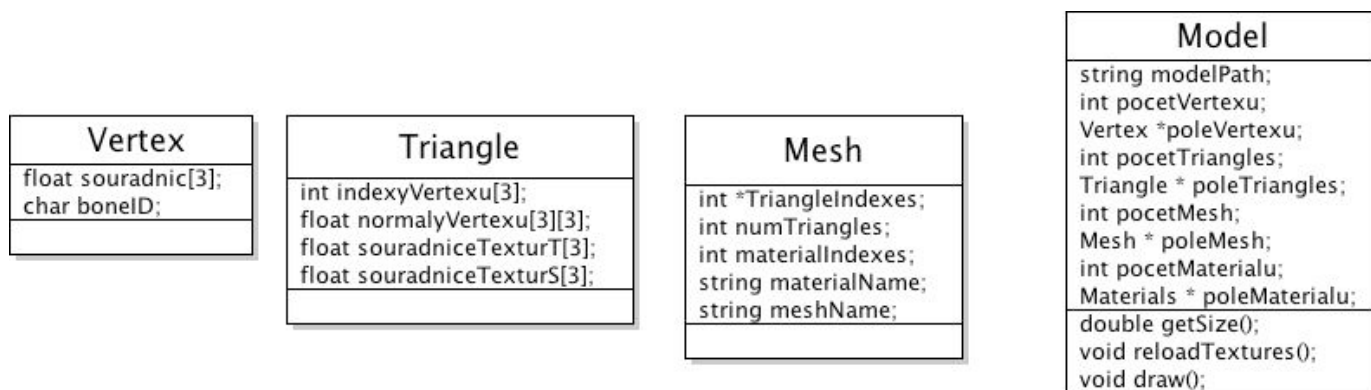 Vertex
float souradnic[3];
char boneID;
Triangle
int indexyVertexu[3];
float normalyVertexu[3][3];
float souradniceTexturT[3];
float souradniceTexturS[3];
Mesh
int *TriangleIndexes;
int numTriangles;
int materialIndexes;
string materialName;
string meshName;
Model
string modelPath;
int pocetVertexu;
Vertex *poleVertexu;
int pocetTriangles;
Triangle * poleTriangles;
int pocetMesh;
Mesh * poleMesh;
int pocetMaterialu;
Materials * poleMaterialu;
double getSize();
void reloadTextures();
void draw();